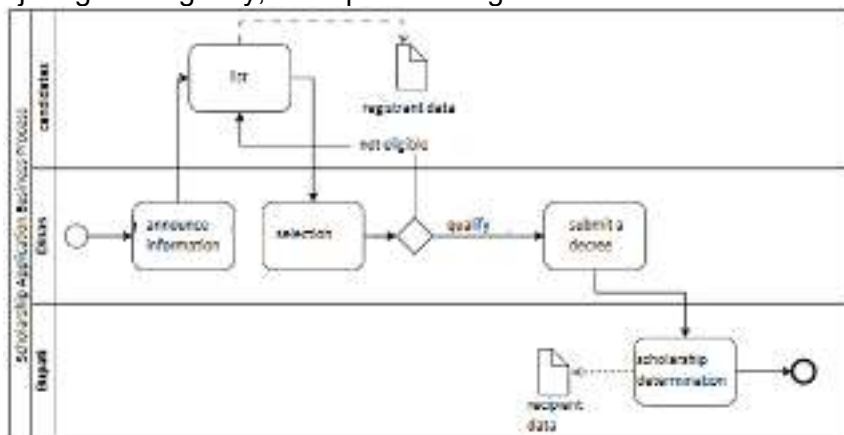 Scholarship Application Business Process
candidates
registrant data
not eligible
announce
information
selection
qualify
submit a
decree
Bupati
scholarship
determination
recipient
data